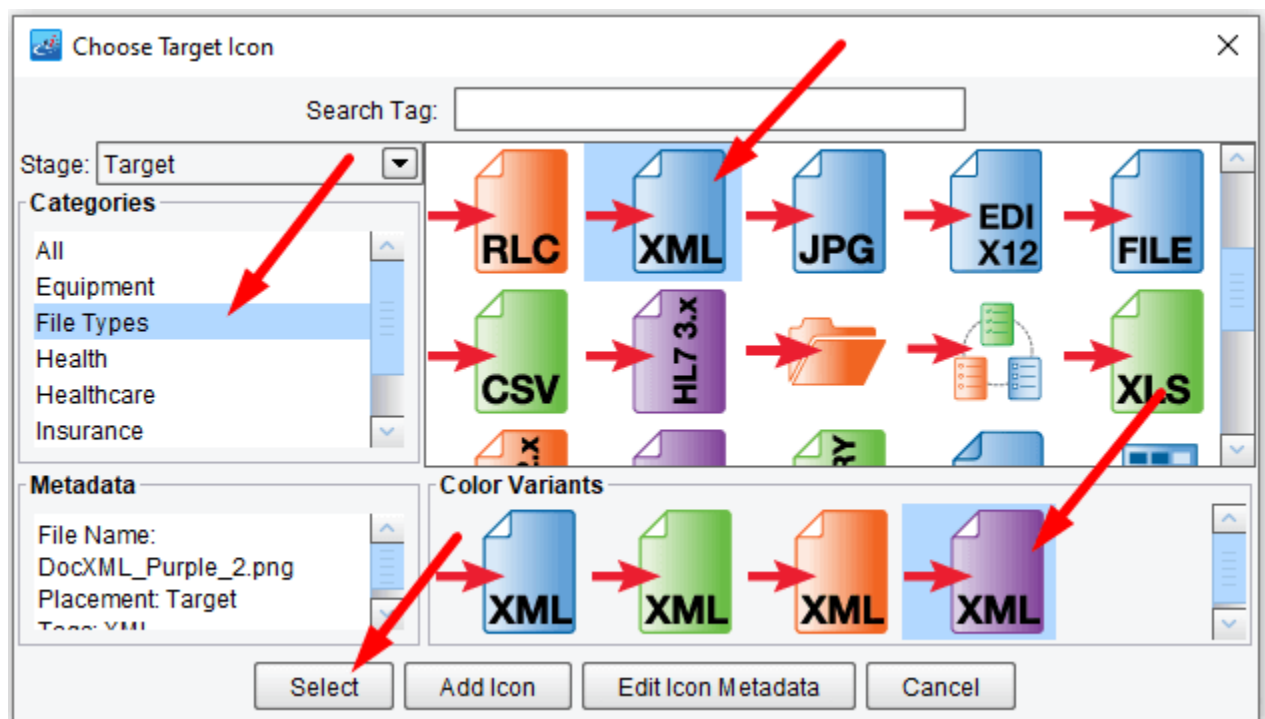 Choose Target Icon
Search Tag:
Stage: Target
Categories
All
Equipment
File Types
Health
Healthcare
Insurance
RLC
XML
JPG
EDI
X12
FILE
CSV
HL7 3.x
XLS
Metadata
File Name:
DocXML_Purple_2.png
Placement: Target
Tags: XML
Color Variants
XML
XML
XML
XML
Select
Add Icon
Edit Icon Metadata
Cancel